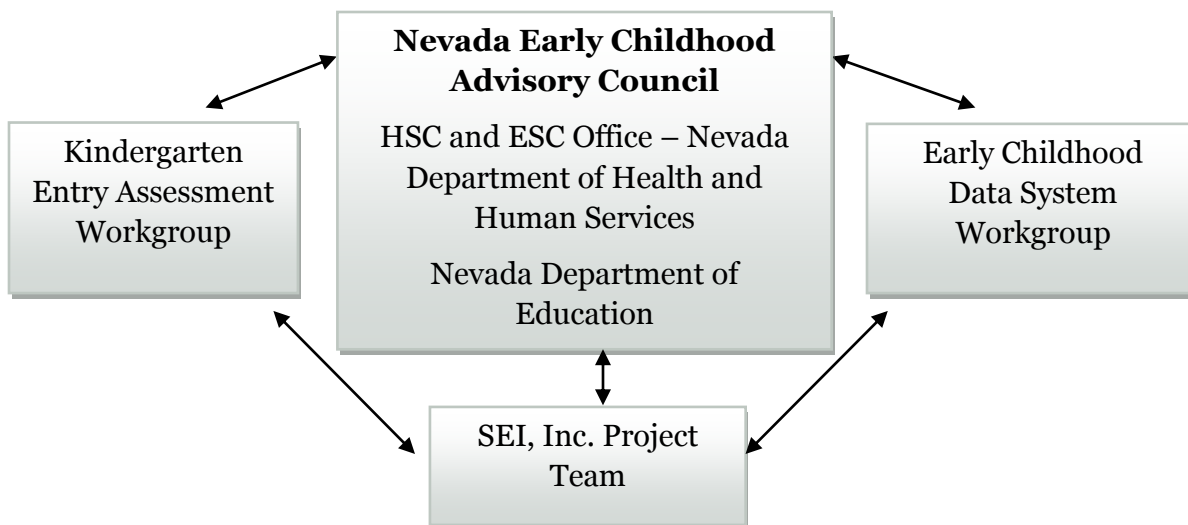 Nevada Early Childhood
Advisory Council
HSC and ESC Office – Nevada
Department of Health and
Human Services
Nevada Department of
Education
Kindergarten
Entry Assessment
Workgroup
Early Childhood
Data System
Workgroup
SEI, Inc. Project
Team